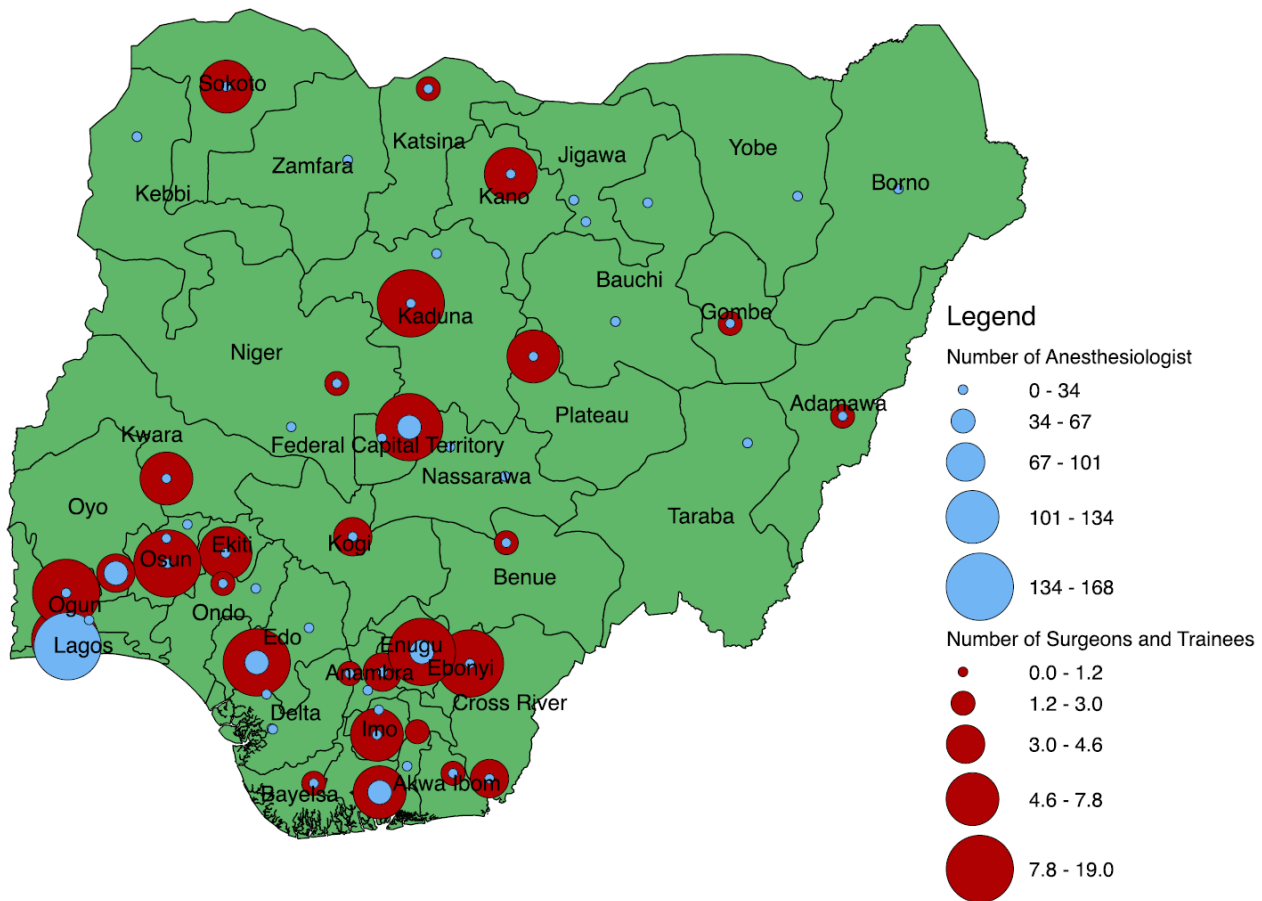 Sokoto
Katsina
Zamfara
Jigawa
Yobe
Kebbi
Kano
Borno
Bauchi
Kaduna
Gombe
Niger
Adamawa
Plateau
Kwara
Federal Capital Territory
Nassarawa
Oyo
Taraba
Kogi
Ekiti
Osun
Benue
Ogun
Ondo
Edo
Lagos
Enugu
Anambra
Ebonyi
Cross River
Delta
Imo
Akwa Ibom
Bayelsa
Legend
Number of Anesthesiologist
0 - 34
34 - 67
67 - 101
101 - 134
134 - 168
Number of Surgeons and Trainees
0.0 - 1.2
1.2 - 3.0
3.0 - 4.6
4.6 - 7.8
7.8 - 19.0